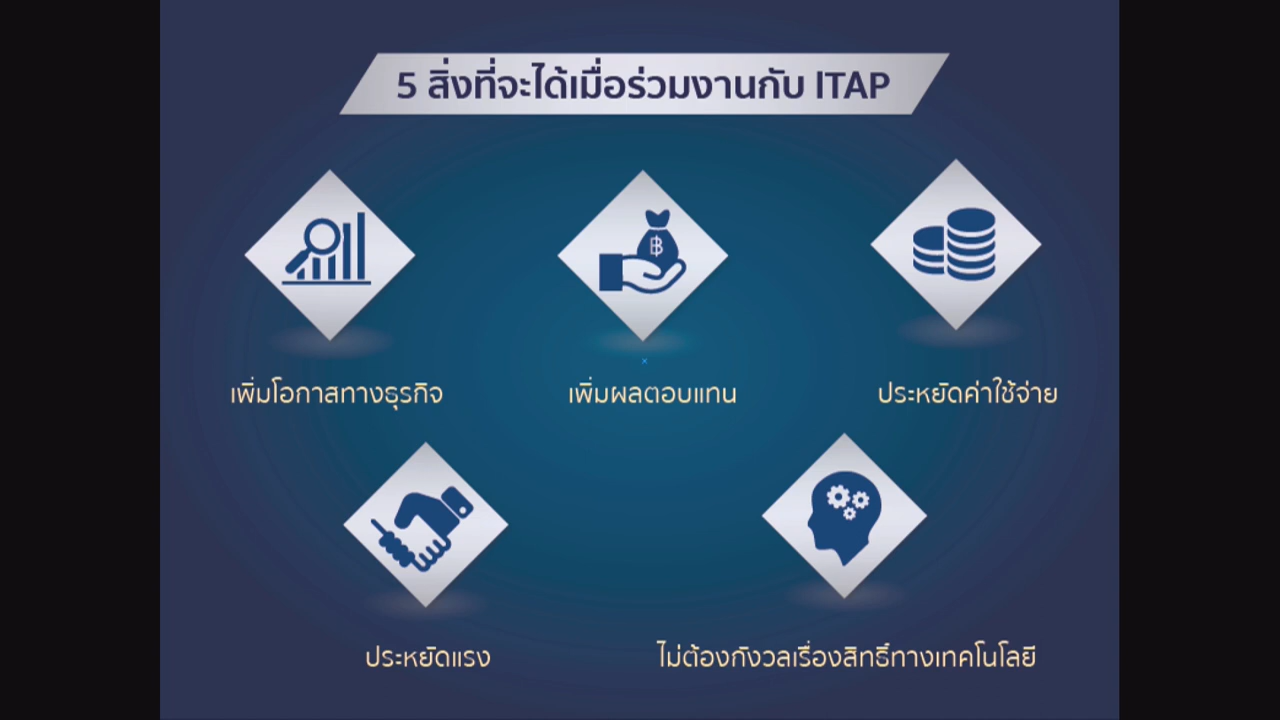 5 สิ่งที่จะได้เมื่อร่วมงานกับ ITAP
เพิ่มโอกาสทางธุรกิจ
เพิ่มผลตอบแทน
ประหยัดค่าใช้จ่าย
ประหยัดแรง
ไม่ต้องกังวลเรื่องสิทธิ์ทางเทคโนโลยี